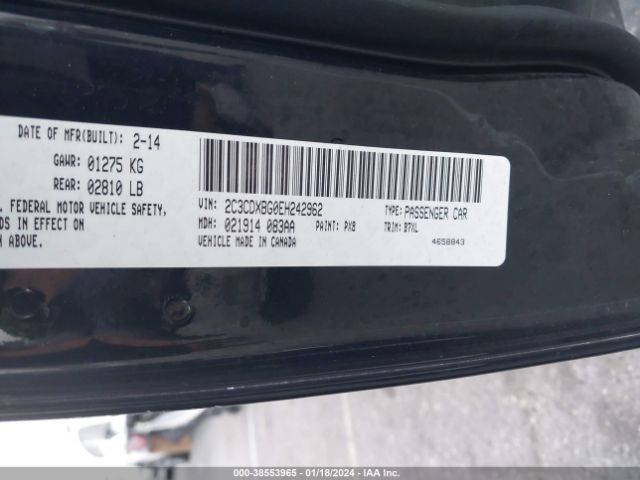 DATE OF MFR(BUILT): 2-14
GAWR: 01275 KG
REAR: 02810 LB
. FEDERAL MOTOR VEHICLE SAFETY,
DS IN EFFECT ON
ABOVE.
VIN: 2C3CDXBG0EH242962
TYPE: PASSENGER CAR
MDH: 021914 083AA
PAINT: PX8
TRIM: B7XL
VEHICLE MADE IN CANADA
4658843
000-38553965 - 01/18/2024 - IAA Inc.